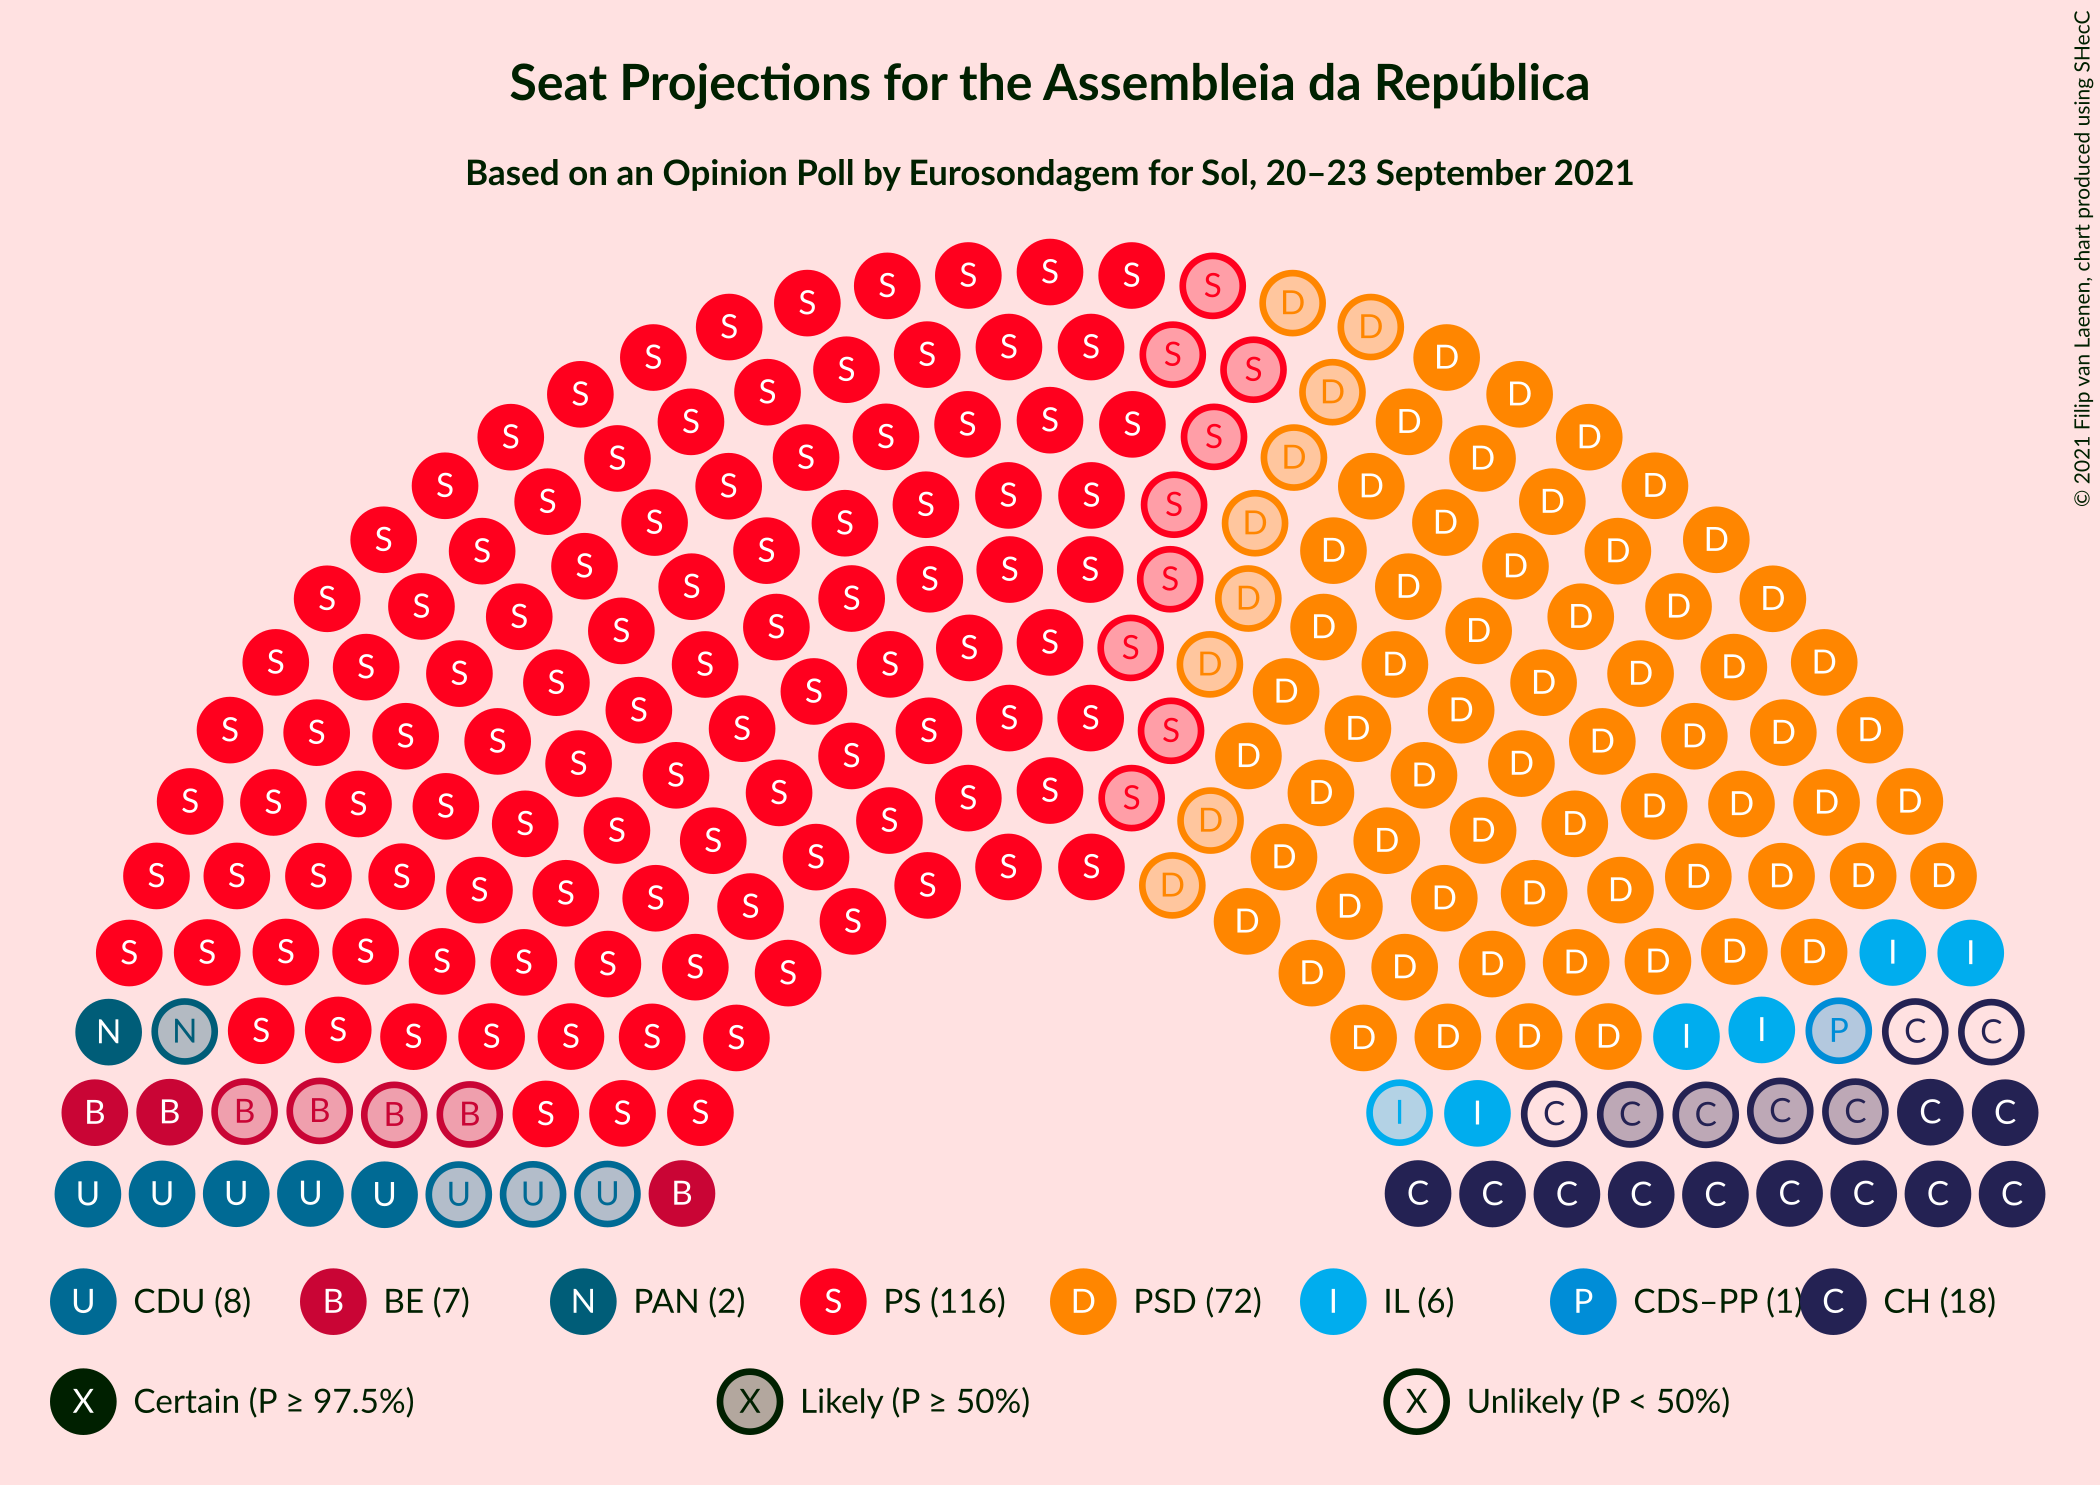 Seat Projections for the Assembleia da República
Based on an Opinion Poll by Eurosondagem for Sol, 20–23 September 2021
© 2021 Filip van Laenen, chart produced using SHecC
U CDU (8) B BE (7) N PAN (2) S PS (116) D PSD (72) I IL (6) P CDS–PP (1) C CH (18)
X Certain (P ≥ 97.5%) X Likely (P ≥ 50%) X Unlikely (P < 50%)